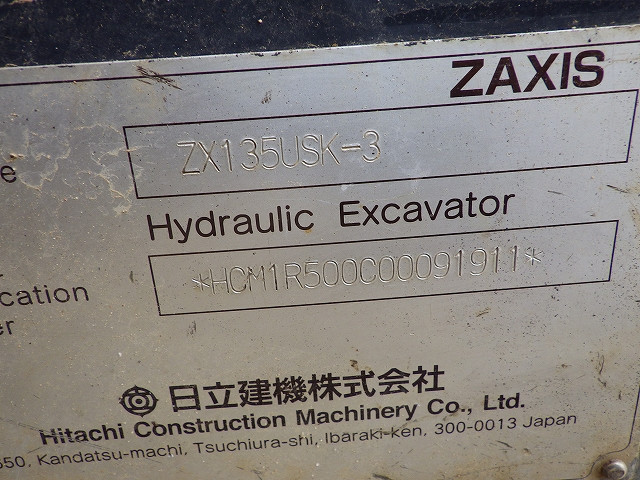 ZAXIS
e ZX135USK-3
Hydraulic Excavator
cation
er
*HCM1R500C00091911*
日立建機株式会社
Hitachi Construction Machinery Co., Ltd.
650, Kandatsu-machi, Tsuchiura-shi, Ibaraki-ken, 300-0013 Japan